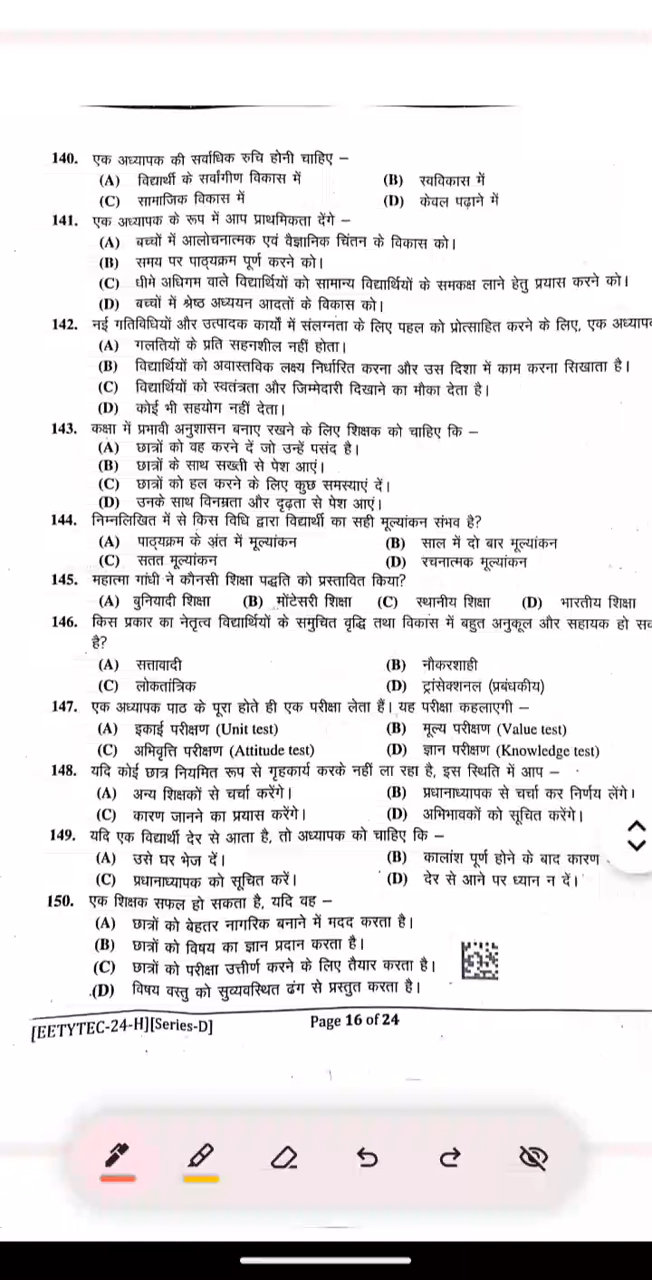 140. एक अध्यापक की सर्वाधिक रुचि होनी चाहिए –
(A) विद्यार्थी के सर्वांगीण विकास में (B) स्वविकास में
(C) सामाजिक विकास में (D) केवल पढ़ाने में
141. एक अध्यापक के रूप में आप प्राथमिकता देंगे –
(A) बच्चों में आलोचनात्मक एवं वैज्ञानिक चिंतन के विकास को।
(B) समय पर पाठ्यक्रम पूर्ण करने को।
(C) धीमे अधिगम वाले विद्यार्थियों को सामान्य विद्यार्थियों के समकक्ष लाने हेतु प्रयास करने को।
(D) बच्चों में श्रेष्ठ अध्ययन आदतों के विकास को।
142. नई गतिविधियों और उत्पादक कार्यों में संलग्नता के लिए पहल को प्रोत्साहित करने के लिए, एक
(A) गलतियों के प्रति सहनशील नहीं होता।
(B) विद्यार्थियों को अवास्तविक लक्ष्य निर्धारित करना और उस दिशा में काम करना सिखाता है।
(C) विद्यार्थियों को स्वतंत्रता और जिम्मेदारी दिखाने का मौका देता है।
(D) कोई भी सहयोग नहीं देता।
143. कक्षा में प्रभावी अनुशासन बनाए रखने के लिए शिक्षक को चाहिए कि –
(A) छात्रों को वह करने दें जो उन्हें पसंद है।
(B) छात्रों के साथ सख्ती से पेश आएं।
(C) छात्रों को हल करने के लिए कुछ समस्याएं दें।
(D) उनके साथ विनम्रता और दृढ़ता से पेश आएं।
144. निम्नलिखित में से किस विधि द्वारा विद्यार्थी का सही मूल्यांकन संभव है?
(A) पाठ्यक्रम के अंत में मूल्यांकन (B) साल में दो बार मूल्यांकन
(C) सतत मूल्यांकन (D) रचनात्मक मूल्यांकन
145. महात्मा गांधी ने कौनसी शिक्षा पद्धति को प्रस्तावित किया?
(A) बुनियादी शिक्षा (B) मोंटेसरी शिक्षा (C) स्थानीय शिक्षा (D) भारतीय शिक्षा
146. किस प्रकार का नेतृत्व विद्यार्थियों के समुचित वृद्धि तथा विकास में बहुत अनुकूल और सहायक हो
है?
(A) सत्तावादी (B) नौकरशाही
(C) लोकतांत्रिक (D) ट्रांसेक्शनल (प्रबंधकीय)
147. एक अध्यापक पाठ के पूरा होते ही एक परीक्षा लेता हैं। यह परीक्षा कहलाएगी –
(A) इकाई परीक्षण (Unit test) (B) मूल्य परीक्षण (Value test)
(C) अभिवृत्ति परीक्षण (Attitude test) (D) ज्ञान परीक्षण (Knowledge test)
148. यदि कोई छात्र नियमित रूप से गृहकार्य करके नहीं ला रहा है, इस स्थिति में आप –
(A) अन्य शिक्षकों से चर्चा करेंगे। (B) प्रधानाध्यापक से चर्चा कर निर्णय लेंगे।
(C) कारण जानने का प्रयास करेंगे। (D) अभिभावकों को सूचित करेंगे।
149. यदि एक विद्यार्थी देर से आता है, तो अध्यापक को चाहिए कि –
(A) उसे घर भेज दें। (B) कालांश पूर्ण होने के बाद कारण
(C) प्रधानाध्यापक को सूचित करें। (D) देर से आने पर ध्यान न दें।
150. एक शिक्षक सफल हो सकता है, यदि वह –
(A) छात्रों को बेहतर नागरिक बनाने में मदद करता है।
(B) छात्रों को विषय का ज्ञान प्रदान करता है।
(C) छात्रों को परीक्षा उत्तीर्ण करने के लिए तैयार करता है।
(D) विषय वस्तु को सुव्यवस्थित ढंग से प्रस्तुत करता है।
[EETYTEC-24-H][Series-D] Page 16 of 24